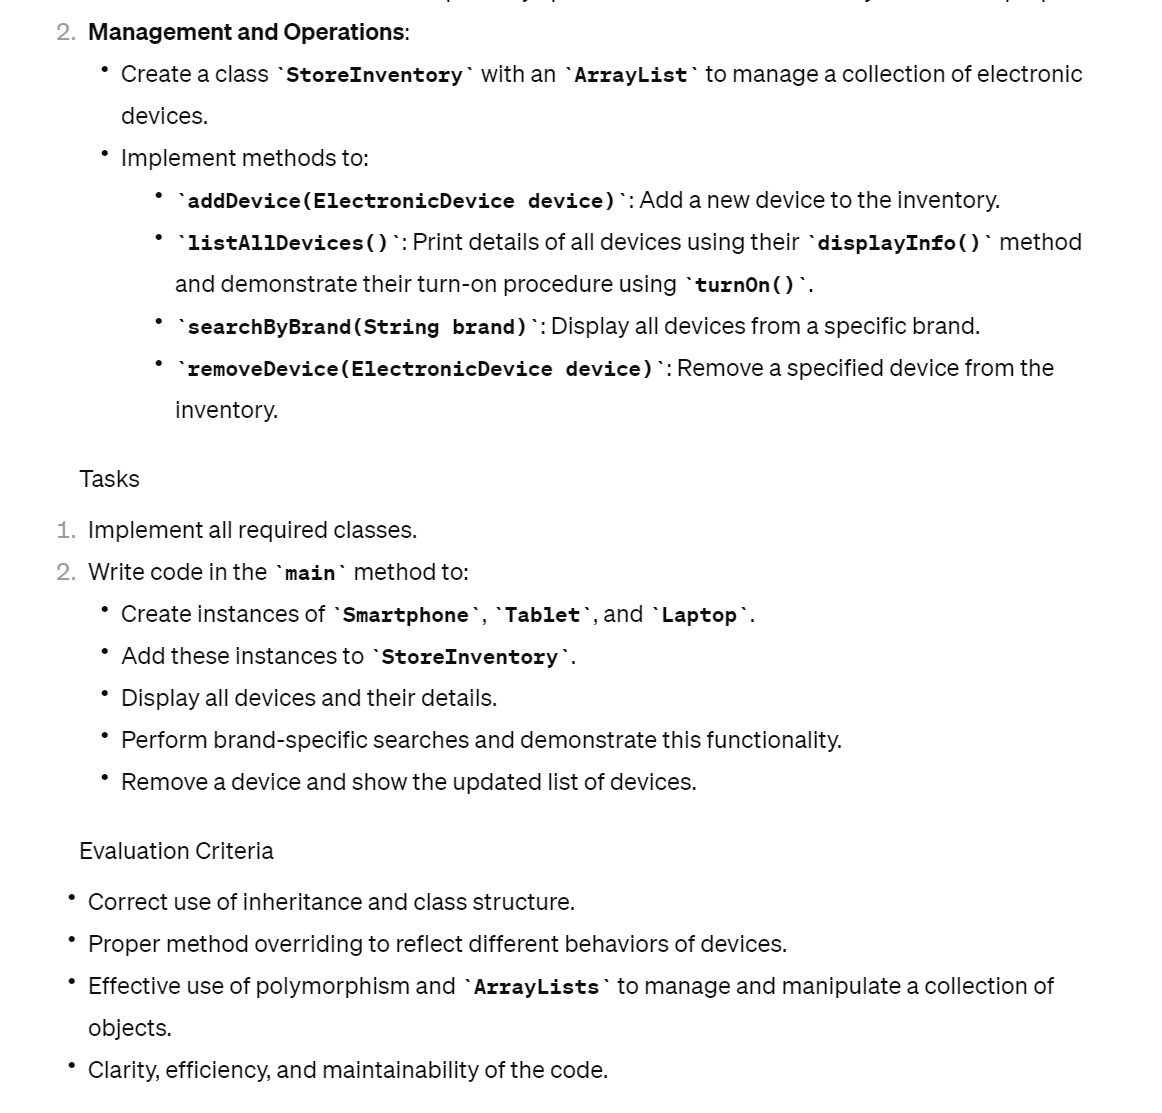 2. Management and Operations:
• Create a class `StoreInventory` with an `ArrayList` to manage a collection of electronic
devices.
• Implement methods to:
• `addDevice(ElectronicDevice device)`: Add a new device to the inventory.
• `listAllDevices()`: Print details of all devices using their `displayInfo()` method
and demonstrate their turn-on procedure using `turnOn()`.
• `searchByBrand(String brand)`: Display all devices from a specific brand.
• `removeDevice(ElectronicDevice device)`: Remove a specified device from the
inventory.
Tasks
1. Implement all required classes.
2. Write code in the `main` method to:
• Create instances of `Smartphone`, `Tablet`, and `Laptop`.
• Add these instances to `StoreInventory`.
• Display all devices and their details.
• Perform brand-specific searches and demonstrate this functionality.
• Remove a device and show the updated list of devices.
Evaluation Criteria
• Correct use of inheritance and class structure.
• Proper method overriding to reflect different behaviors of devices.
• Effective use of polymorphism and `ArrayLists` to manage and manipulate a collection of
objects.
• Clarity, efficiency, and maintainability of the code.